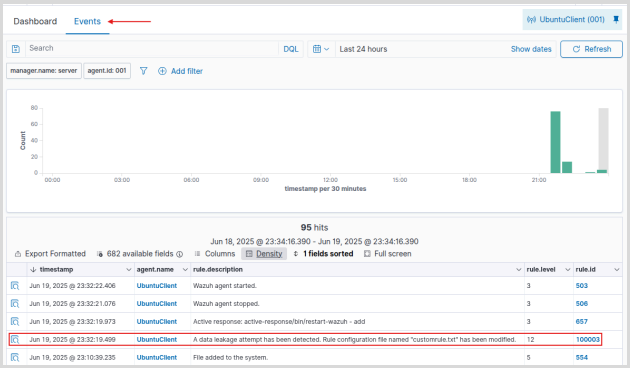 Dashboard Events UbuntuClient (001)
Search DQL Last 24 hours Show dates Refresh
manager.name: server agent.id: 001 Add filter
80
60
40
20
0
Count
00:00 03:00 06:00 09:00 12:00 15:00 18:00 21:00
timestamp per 30 minutes
95 hits
Jun 18, 2025 @ 23:34:16.390 - Jun 19, 2025 @ 23:34:16.390
Export Formatted 682 available fields Columns Density 1 fields sorted Full screen
timestamp agent.name rule.description rule.level rule.id
Jun 19, 2025 @ 23:32:22.406 UbuntuClient Wazuh agent started. 3 503
Jun 19, 2025 @ 23:32:21.076 UbuntuClient Wazuh agent stopped. 3 506
Jun 19, 2025 @ 23:32:19.973 UbuntuClient Active response: active-response/bin/restart-wazuh - add 3 657
Jun 19, 2025 @ 23:32:19.499 UbuntuClient A data leakage attempt has been detected. Rule configuration file named "customrule.txt" has been modified. 12 100003
Jun 19, 2025 @ 23:10:39.235 UbuntuClient File added to the system. 5 554